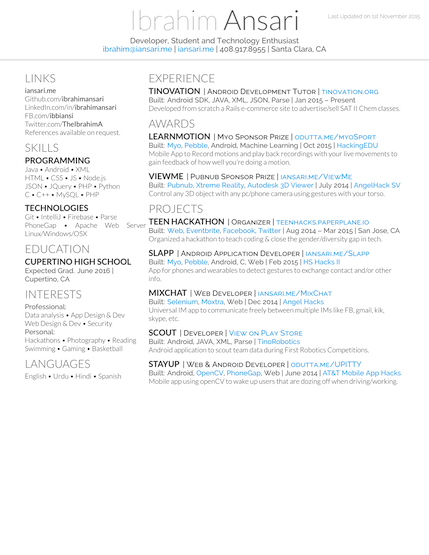 Ibrahim Ansari
Last Updated on 1st November 2015
Developer, Student and Technology Enthusiast
ibrahim@iansari.me | iansari.me | 408.917.8955 | Santa Clara, CA
LINKS
iansari.me
Github.com/ibrahimansari
LinkedIn.com/in/ibrahimansari
FB.com/ibbiansi
Twitter.com/TheIbrahimA
References available on request.
SKILLS
PROGRAMMING
Java • Android • XML
HTML • CSS • JS • Node.js
JSON • JQuery • PHP • Python
C • C++ • MySQL • PHP
TECHNOLOGIES
Git • IntelliJ • Firebase • Parse
PhoneGap • Apache Web Server
Linux/Windows/OSX
EDUCATION
CUPERTINO HIGH SCHOOL
Expected Grad. June 2016 |
Cupertino, CA
INTERESTS
Professional:
Data analysis • App Design & Dev
Web Design & Dev • Security
Personal:
Hackathons • Photography • Reading
Swimming • Gaming • Basketball
LANGUAGES
English • Urdu • Hindi • Spanish
EXPERIENCE
TINOVATION | Android Development Tutor | tinovation.org
Built: Android SDK, JAVA, XML, JSON, Parse | Jan 2015 – Present
Developed from scratch a Rails e-commerce site to advertise/sell SAT II Chem classes.
AWARDS
LEARNMOTION | Myo Sponsor Prize | odutta.me/myoSport
Built: Myo, Pebble, Android, Machine Learning | Oct 2015 | HackingEDU
Mobile App to Record motions and play back recordings with your live movements to
gain feedback of how well you're doing a motion.
VIEWME | Pubnub Sponsor Prize | iansari.me/ViewMe
Built: Pubnub, Xtreme Reality, Autodesk 3D Viewer | July 2014 | AngelHack SV
Control any 3D object with any pc/phone camera using gestures with your torso.
PROJECTS
TEEN HACKATHON | Organizer | teenhacks.paperplane.io
Built: Web, Eventbrite, Facebook, Twitter | Aug 2014 – Mar 2015 | San Jose, CA
Organized a hackathon to teach coding & close the gender/diversity gap in tech.
SLAPP | Android Application Developer | iansari.me/Slapp
Built: Myo, Pebble, Android, C, Web | Feb 2015 | HS Hacks II
App for phones and wearables to detect gestures to exchange contact and/or other
info.
MIXCHAT | Web Developer | iansari.me/MixChat
Built: Selenium, Moxtra, Web | Dec 2014 | Angel Hacks
Universal IM app to communicate freely between multiple IMs like FB, gmail, kik,
skype, etc.
SCOUT | Developer | View on Play Store
Built: Android, JAVA, XML, Parse | TinoRobotics
Android application to scout team data during First Robotics Competitions.
STAYUP | Web & Android Developer | odutta.me/UPITTY
Built: Android, OpenCV, PhoneGap, Web | June 2014 | AT&T Mobile App Hacks
Mobile app using openCV to wake up users that are dozing off when driving/working.